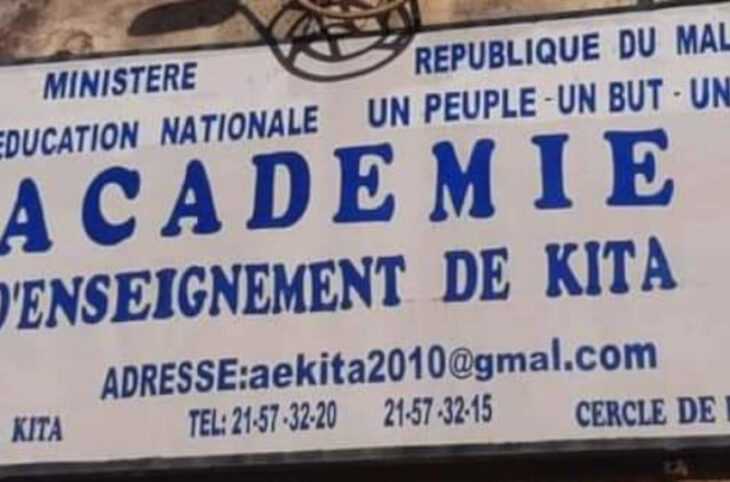 MINISTERE
REPUBLIQUE DU MAL
EDUCATION NATIONALE
UN PEUPLE - UN BUT - UN
ACADEMIE
D'ENSEIGNEMENT DE KITA
ADRESSE:aekita2010@gmal.com
KITA
TEL: 21-57-32-20 21-57-32-15
CERCLE DE